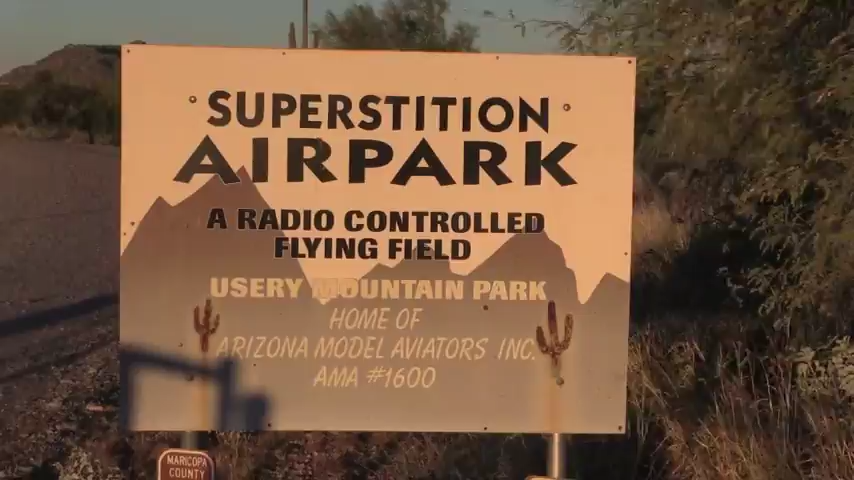 SUPERSTITION
AIRPARK
A RADIO CONTROLLED
FLYING FIELD
USERY MOUNTAIN PARK
HOME OF
ARIZONA MODEL AVIATORS INC.
AMA #1600
MARICOPA
COUNTY